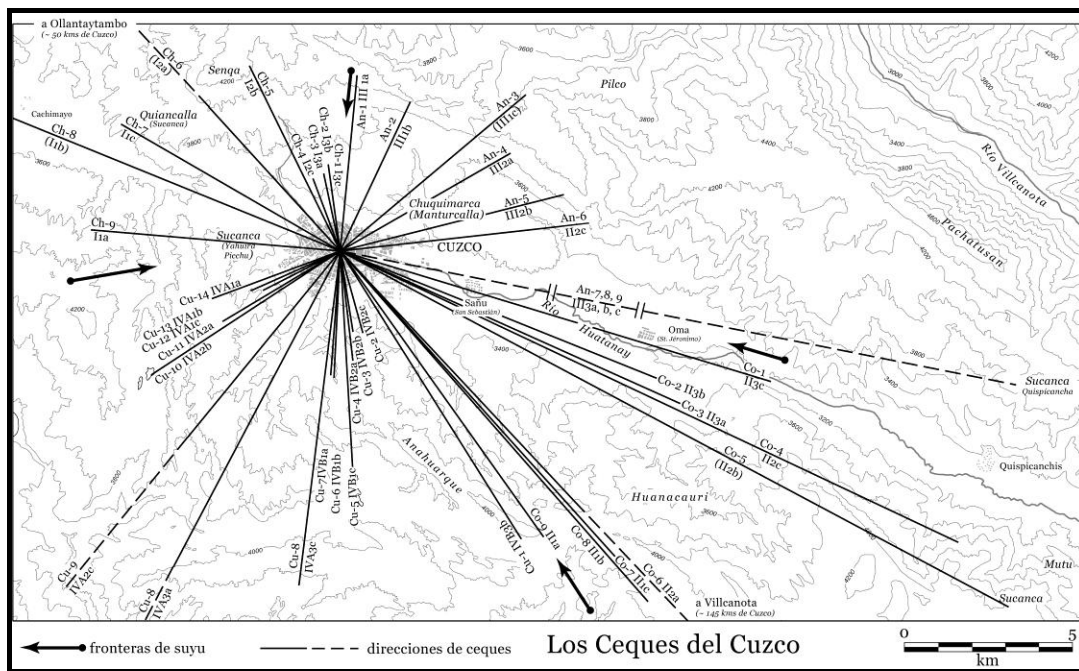 a Ollantaytambo
(~ 50 kms de Cuzco)
Ch-6
(I2a)
Senqa
Ch-5
I2b
Cachimayo
Quiancalla
(Sucanca)
Ch-7
I1c
Ch-8
(I1b)
Ch-2 I3b
Ch-3 I3a
Ch-4 I2c
Ch-1 I3c
An-1 III 1a
An-2
III1b
An-3
(III1c)
Pilco
An-4
III2a
Chuquimarca
(Manturcalla)
An-5
III2b
An-6
II2c
Río Villcanota
Pachatusan
Ch-9
I1a
Sucanca
(Yahuira
Picchu)
CUZCO
Cu-14 IVA1a
Cu-13 IVA1b
Cu-12 IVA1c
Cu-11 IVA2a
Cu-10 IVA2b
Sañu
(San Sebastián)
An-7,8, 9
III3a, b, c
Río
Huatanay
Oma
(St. Jéronimo)
Co-1
II3c
Sucanca
Quispicancha
Cu-2 IVB2c
Cu-3 IVB2b
Cu-4 IVB2a
Co-2 II3b
Co-3 II3a
Co-4
II2c
Co-5
(II2b)
Quispicanchis
Anahuarque
Huanacauri
Cu-7IVB1a
Cu-6 IVB1b
Cu-5 IVB1c
Cu-1 IVB3b
Co-9 II1a
Co-8 II1b
Co-7 II1c
Co-6 II2a
Cu-9
IVA2c
Cu-8
IVA3a
Cu-8
IVA3c
Mutu
Sucanca
a Villcanota
(~ 145 kms de Cuzco)
fronteras de suyu
direcciones de ceques
Los Ceques del Cuzco
0 5
km